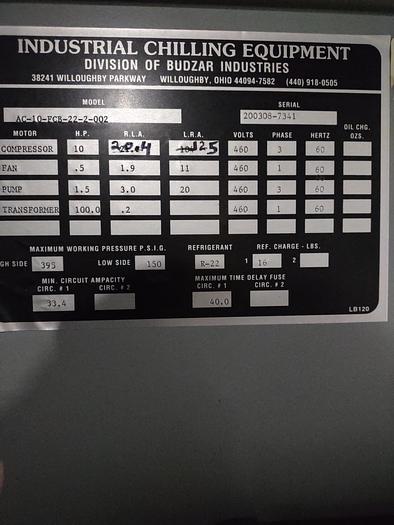 INDUSTRIAL CHILLING EQUIPMENT
DIVISION OF BUDZAR INDUSTRIES
38241 WILLOUGHBY PARKWAY WILLOUGHBY, OHIO 44094-7582 (440) 918-0505
MODEL SERIAL
AC-10-FCB-22-2-002 200308-7341
MOTOR H.P. R.L.A. L.R.A. VOLTS PHASE HERTZ OIL CHG. OZS.
COMPRESSOR 10 20.4 125 460 3 60
FAN .5 1.9 11 460 1 60
PUMP 1.5 3.0 20 460 3 60
TRANSFORMER 100.0 .2 460 1 60
MAXIMUM WORKING PRESSURE P.S.I.G. REFRIGERANT REF. CHARGE - LBS.
GH SIDE 395 LOW SIDE 150 R-22 1 16 2
MIN. CIRCUIT AMPACITY MAXIMUM TIME DELAY FUSE
CIRC. # 1 CIRC. # 2 CIRC. # 1 CIRC. # 2
33.4 40.0
LB120